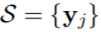 𝒮 = {𝐲ⱼ}